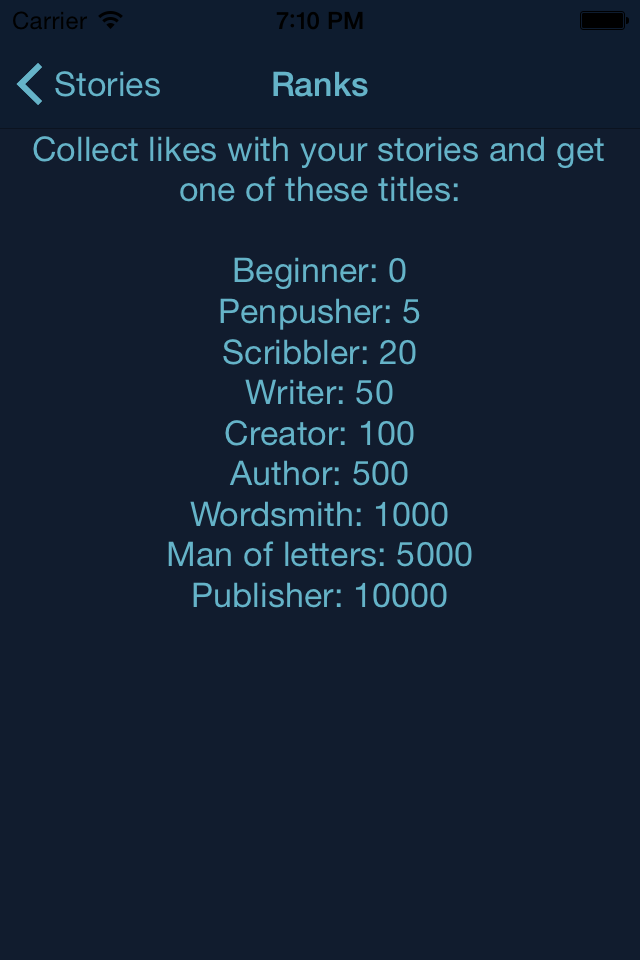 Carrier 7:10 PM
Stories Ranks
Collect likes with your stories and get
one of these titles:
Beginner: 0
Penpusher: 5
Scribbler: 20
Writer: 50
Creator: 100
Author: 500
Wordsmith: 1000
Man of letters: 5000
Publisher: 10000